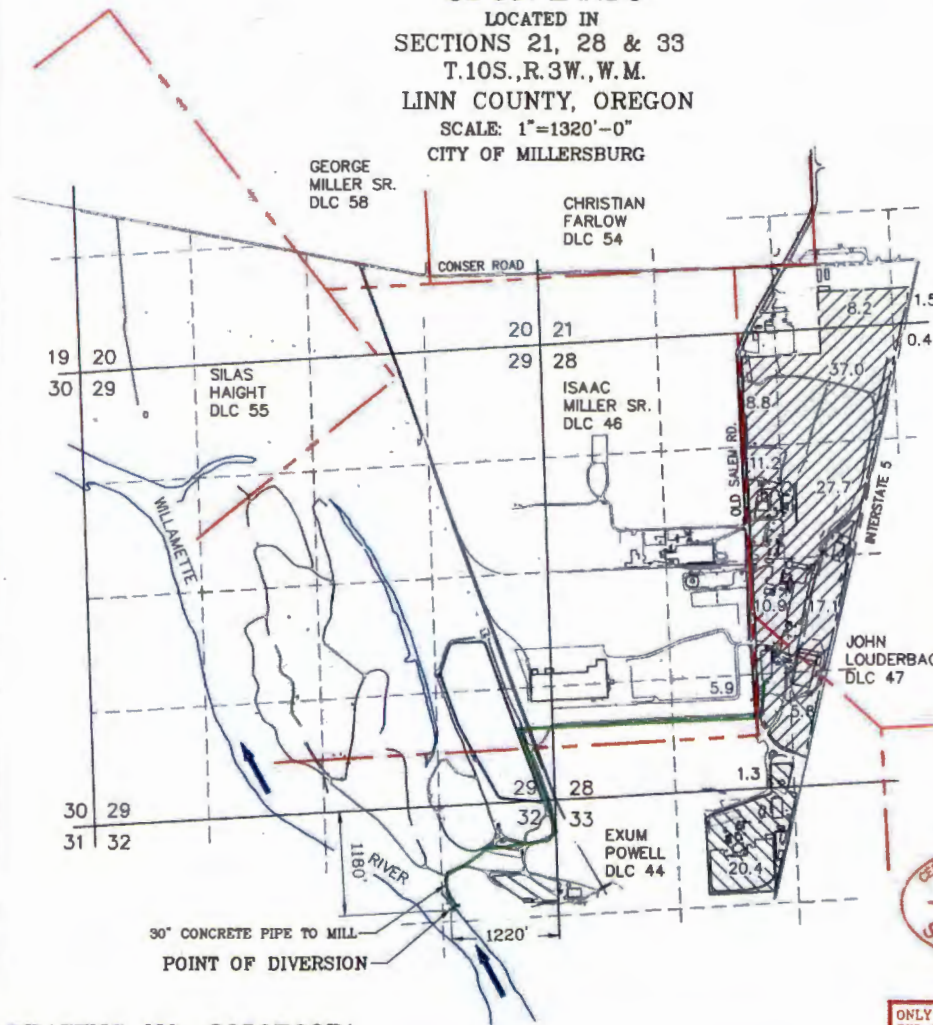 LOCATED IN
SECTIONS 21, 28 & 33
T.10S.,R.3W.,W.M.
LINN COUNTY, OREGON
SCALE: 1"=1320'-0"
CITY OF MILLERSBURG
GEORGE
MILLER SR.
DLC 58
CHRISTIAN
FARLOW
DLC 54
CONSER ROAD
8.2
1.5
20 21
29 28
0.4
19 20
30 29
37.0
SILAS
HAIGHT
DLC 55
ISAAC
MILLER SR.
DLC 46
8.8
OLD SALEM RD.
11.2
27.7
INTERSTATE 5
WILLAMETTE
10.9
17.1
JOHN
LOUDERBAC
DLC 47
5.9
1.3
29 28
32 33
30 29
31 32
1180'
RIVER
EXUM
POWELL
DLC 44
20.4
30" CONCRETE PIPE TO MILL
1220'
POINT OF DIVERSION
ONLY